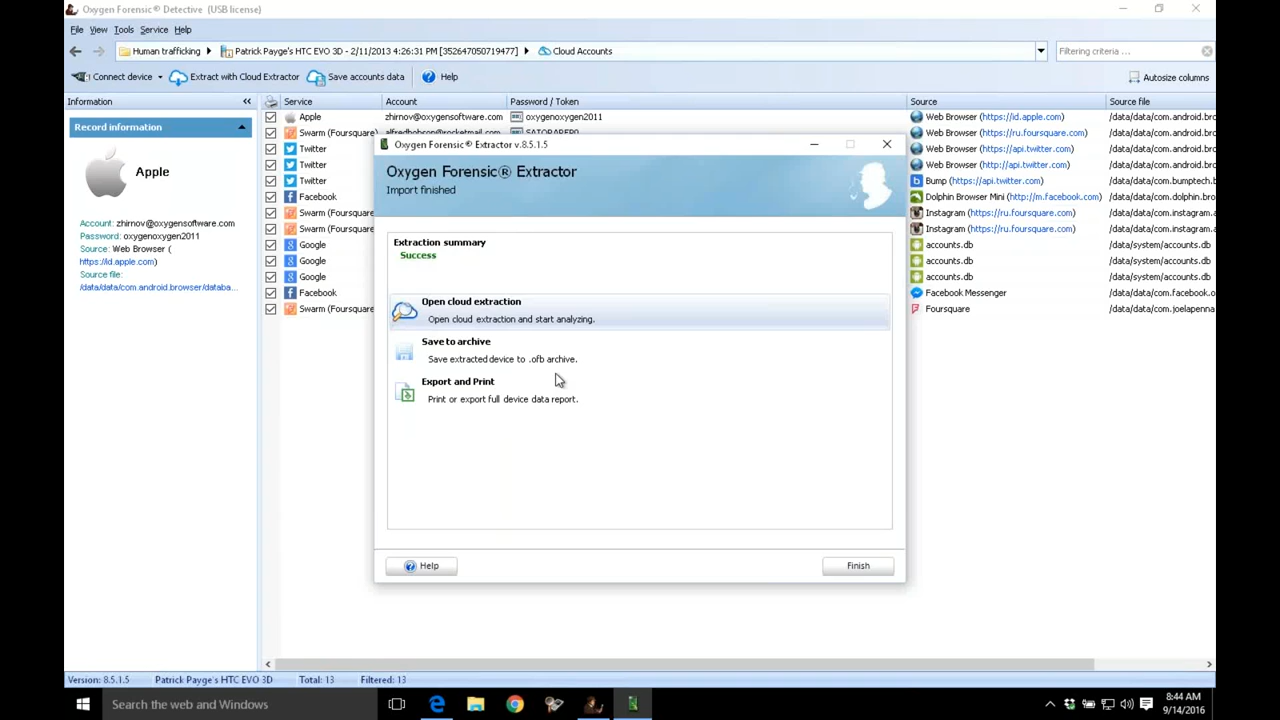 Oxygen Forensic® Detective (USB license)
File View Tools Service Help
Human trafficking Patrick Payge's HTC EVO 3D - 2/11/2013 4:26:31 PM [352647050719477] Cloud Accounts Filtering criteria ...
Connect device Extract with Cloud Extractor Save accounts data Help Autosize columns
Information
Record information
Apple
Account: zhirnov@oxygensoftware.com
Password: oxygenoxygen2011
Source: Web Browser (
https://id.apple.com)
Source file:
/data/data/com.android.browser/databa...
Service Account Password / Token Source Source file
Apple zhirnov@oxygensoftware.com oxygenoxygen2011 Web Browser (https://id.apple.com) /data/data/com.android.bro
Swarm (Foursquare) Web Browser (https://ru.foursquare.com) /data/data/com.android.bro
Twitter Web Browser (https://api.twitter.com) /data/data/com.android.bro
Twitter Web Browser (http://api.twitter.com) /data/data/com.android.bro
Twitter Bump (https://api.twitter.com) /data/data/com.bumptech.
Facebook Dolphin Browser Mini (http://m.facebook.com) /data/data/com.dolphin.bro
Swarm (Foursquare Instagram (https://ru.foursquare.com) /data/data/com.instagram.
Swarm (Foursquare Instagram (https://ru.foursquare.com) /data/data/com.instagram.
Google accounts.db /data/system/accounts.db
Google accounts.db /data/system/accounts.db
Google accounts.db /data/system/accounts.db
Facebook Facebook Messenger /data/data/com.facebook.o
Swarm (Foursquare Foursquare /data/data/com.joelapenna
Oxygen Forensic® Extractor v.8.5.1.5
Oxygen Forensic® Extractor
Import finished
Extraction summary
Success
Open cloud extraction
Open cloud extraction and start analyzing.
Save to archive
Save extracted device to .ofb archive.
Export and Print
Print or export full device data report.
Help Finish
Version: 8.5.1.5 Patrick Payge's HTC EVO 3D Total: 13 Filtered: 13
Search the web and Windows
8:44 AM
9/14/2016